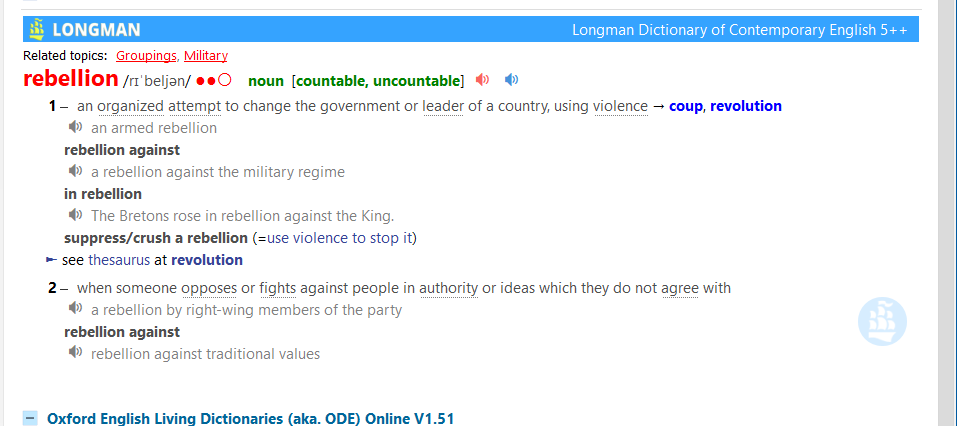 LONGMAN Longman Dictionary of Contemporary English 5++
Related topics: Groupings, Military
rebellion /rɪˈbeljən/ ●●○ noun [countable, uncountable]
1 – an organized attempt to change the government or leader of a country, using violence → coup, revolution
an armed rebellion
rebellion against
a rebellion against the military regime
in rebellion
The Bretons rose in rebellion against the King.
suppress/crush a rebellion (=use violence to stop it)
► see thesaurus at revolution
2 – when someone opposes or fights against people in authority or ideas which they do not agree with
a rebellion by right-wing members of the party
rebellion against
rebellion against traditional values
− Oxford English Living Dictionaries (aka. ODE) Online V1.51